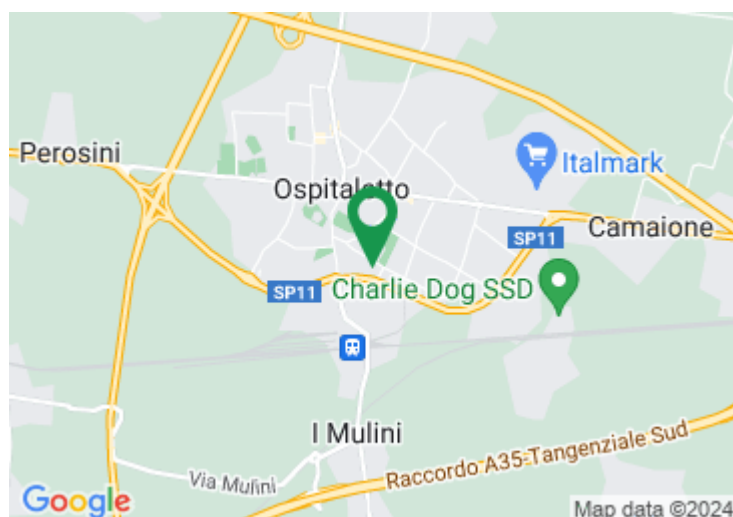 Perosini
Italmark
Ospitaletto
Camaione
SP11
SP11
Charlie Dog SSD
I Mulini
Raccordo A35-Tangenziale Sud
Via Mulini
Google
Map data ©2024